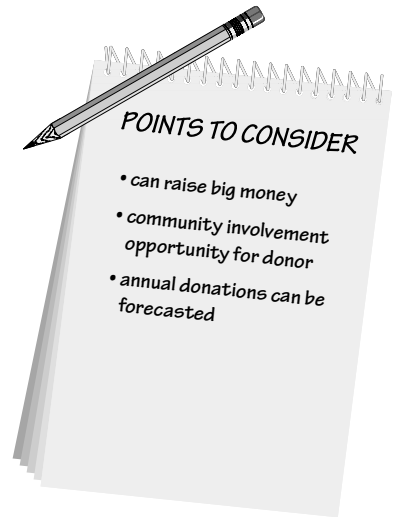 POINTS TO CONSIDER
• can raise big money
• community involvement
opportunity for donor
• annual donations can be
forecasted